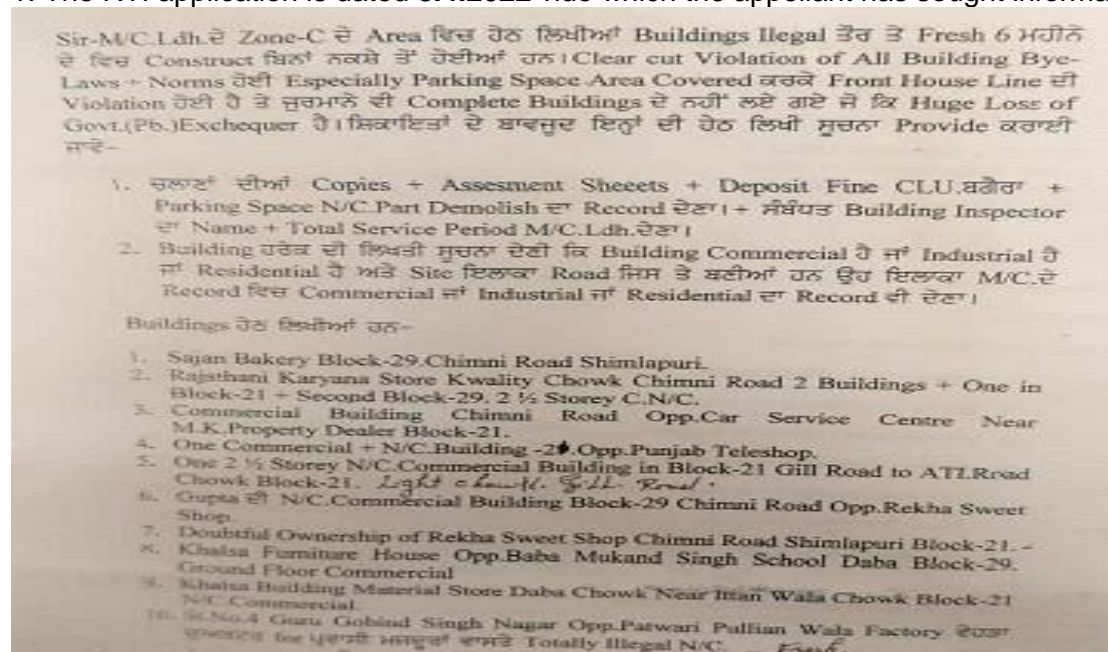 Sir-M/C.Ldh.ਦੇ Zone-C ਦੇ Area ਵਿਚ ਹੇਠ ਲਿਖੀਆਂ Buildings Ilegal ਤੌਰ ਤੇ Fresh 6 ਮਹੀਨੇ
ਦੇ ਵਿਚ Construct ਬਿਨਾਂ ਨਕਸ਼ੇ ਤੋਂ ਹੋਈਆਂ ਹਨ।Clear cut Violation of All Building Bye-
Laws + Norms ਹੋਈ Especially Parking Space Area Covered ਕਰਕੇ Front House Line ਦੀ
Violation ਹੋਈ ਹੈ ਤੇ ਜੁਰਮਾਨੇ ਵੀ Complete Buildings ਦੇ ਨਹੀਂ ਲਏ ਗਏ ਜੋ ਕਿ Huge Loss of
Govt.(Pb.)Exchequer ਹੈ।ਸ਼ਿਕਾਇਤਾਂ ਦੇ ਬਾਵਜੂਦ ਇਨ੍ਹਾਂ ਦੀ ਹੇਠ ਲਿਖੀ ਸੂਚਨਾ Provide ਕਰਾਈ
ਜਾਵੇ-
1. ਚਲਾਣਾਂ ਦੀਆਂ Copies + Assesment Sheeets + Deposit Fine CLU.ਬਗੈਰਾ +
Parking Space N/C.Part Demolish ਦਾ Record ਦੇਣਾ।+ ਸੰਬੰਧਤ Building Inspector
ਦਾ Name + Total Service Period M/C.Ldh.ਦੇਣਾ।
2. Building ਹਰੇਕ ਦੀ ਲਿਖਤੀ ਸੂਚਨਾ ਦੇਣੀ ਕਿ Building Commercial ਹੈ ਜਾਂ Industrial ਹੈ
ਜਾਂ Residential ਹੈ ਅਤੇ Site ਇਲਾਕਾ Road ਜਿਸ ਤੇ ਬਣੀਆਂ ਹਨ ਉਹ ਇਲਾਕਾ M/C.ਦੇ
Record ਵਿਚ Commercial ਜਾਂ Industrial ਜਾਂ Residential ਦਾ Record ਵੀ ਦੇਣਾ।
Buildings ਹੇਠ ਲਿਖੀਆਂ ਹਨ-
1. Sajan Bakery Block-29.Chimni Road Shimlapuri.
2. Rajsthani Karyana Store Kwality Chowk Chimni Road 2 Buildings + One in
Block-21 + Second Block-29. 2 ½ Storey C.N/C.
3. Commercial Building Chimni Road Opp.Car Service Centre Near
M.K.Property Dealer Block-21.
4. One Commercial + N/C.Building Opp.Punjab Teleshop.
5. One 2 ½ Storey N/C.Commercial Building in Block-21 Gill Road to ATI.Road
Chowk Block-21. Light Chowk Gill Road.
6. Gupta ਦੀ N/C.Commercial Building Block-29 Chimni Road Opp.Rekha Sweet
Shop.
7. Doubtful Ownership of Rekha Sweet Shop Chimni Road Shimlapuri Block-21.-
8. Khalsa Furniture House Opp.Baba Mukand Singh School Daba Block-29.
Ground Floor Commercial
9. Khalsa Building Material Store Daba Chowk Near Ittan Wala Chowk Block-21
N/C.Commercial.
10. St.No.4 Guru Gobind Singh Nagar Opp.Patwari Pullian Wala Factory
for ਪ੍ਰਵਾਸੀ ਮਜਦੂਰਾਂ ਵਾਸਤੇ Totally Illegal N/C.